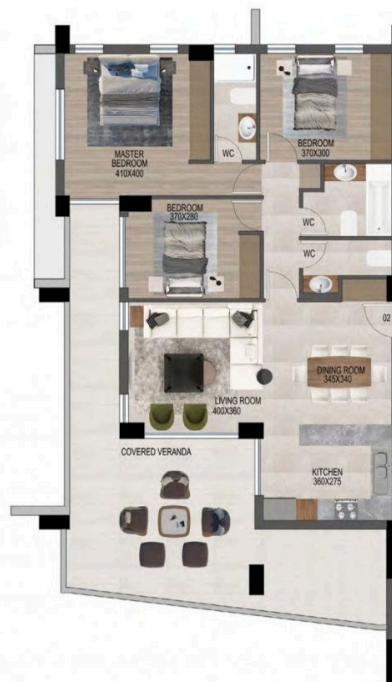 MASTER
BEDROOM
410X400
WC
BEDROOM
370X300
BEDROOM
370X280
WC
WC
02
DINING ROOM
345X340
LIVING ROOM
400X360
COVERED VERANDA
KITCHEN
360X275